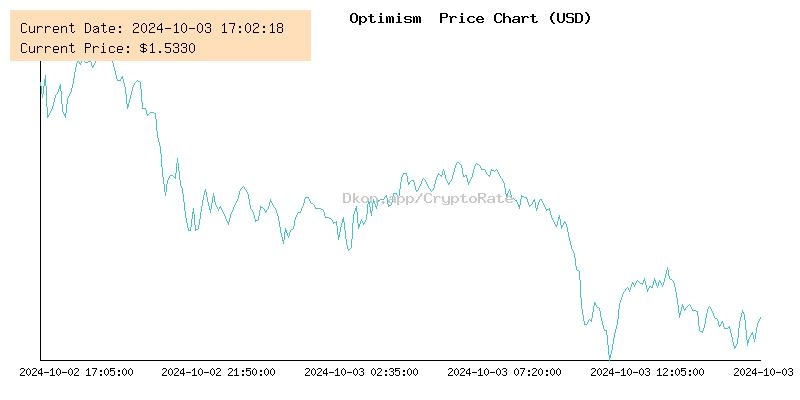 Optimism  Price Chart (USD)
Current Date: 2024-10-03 17:02:18
Current Price: $1.5330
Dkop.app/CryptoRate
2024-10-02 17:05:00 2024-10-02 21:50:00 2024-10-03 02:35:00 2024-10-03 07:20:00 2024-10-03 12:05:00 2024-10-03